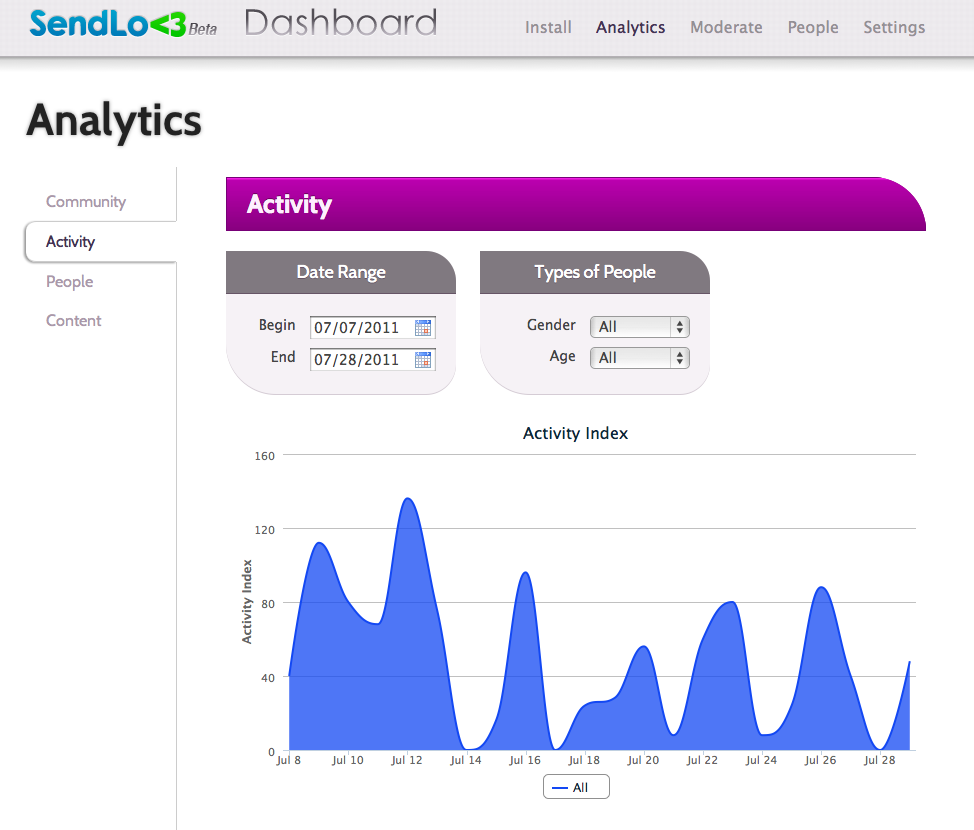 SendLo<3 Beta Dashboard Install Analytics Moderate People Settings
Analytics
Community
Activity
People
Content
Activity
Date Range
Begin 07/07/2011
End 07/28/2011
Types of People
Gender All
Age All
Activity Index
Activity Index
160
120
80
40
0
Jul 8 Jul 10 Jul 12 Jul 14 Jul 16 Jul 18 Jul 20 Jul 22 Jul 24 Jul 26 Jul 28
All